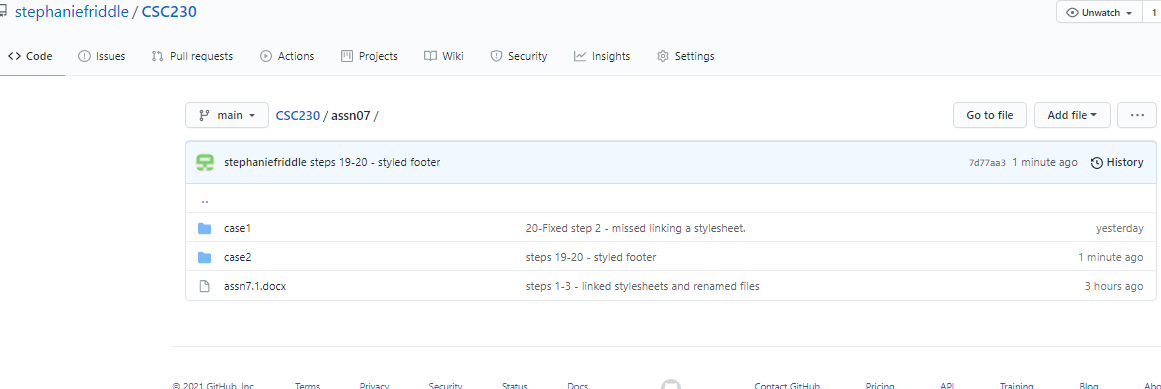 stephaniefriddle / CSC230
Unwatch 1
Code Issues Pull requests Actions Projects Wiki Security Insights Settings
main CSC230 / assn07 / Go to file Add file ...
stephaniefriddle steps 19-20 - styled footer 7d77aa3 1 minute ago History
..
case1 20-Fixed step 2 - missed linking a stylesheet. yesterday
case2 steps 19-20 - styled footer 1 minute ago
assn7.1.docx steps 1-3 - linked stylesheets and renamed files 3 hours ago
© 2021 GitHub, Inc. Terms Privacy Security Status Docs Contact GitHub Pricing API Training Blog